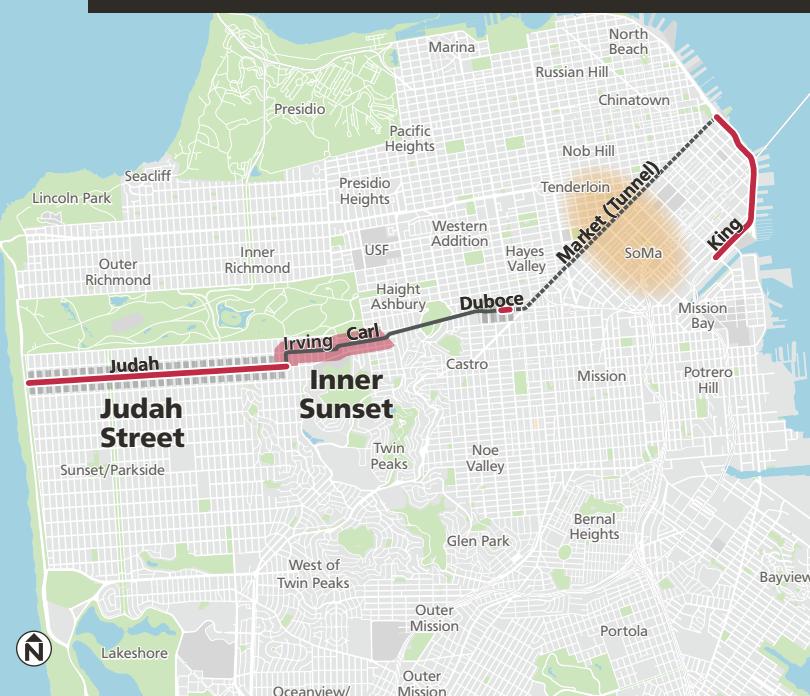 Marina
North
Beach
Russian Hill
Chinatown
Presidio
Pacific
Heights
Nob Hill
Seacliff
Presidio
Heights
Tenderloin
Market (Tunnel)
Lincoln Park
Western
Addition
King
Inner
Richmond
USF
Hayes
Valley
SoMa
Outer
Richmond
Haight
Ashbury
Duboce
Mission
Bay
Irving
Carl
Judah
Castro
Mission
Potrero
Hill
Inner
Sunset
Judah
Street
Twin
Peaks
Noe
Valley
Sunset/Parkside
Bernal
Heights
Glen Park
West of
Twin Peaks
Bayview
Outer
Mission
Portola
N
Lakeshore
Outer
Mission
Oceanview/